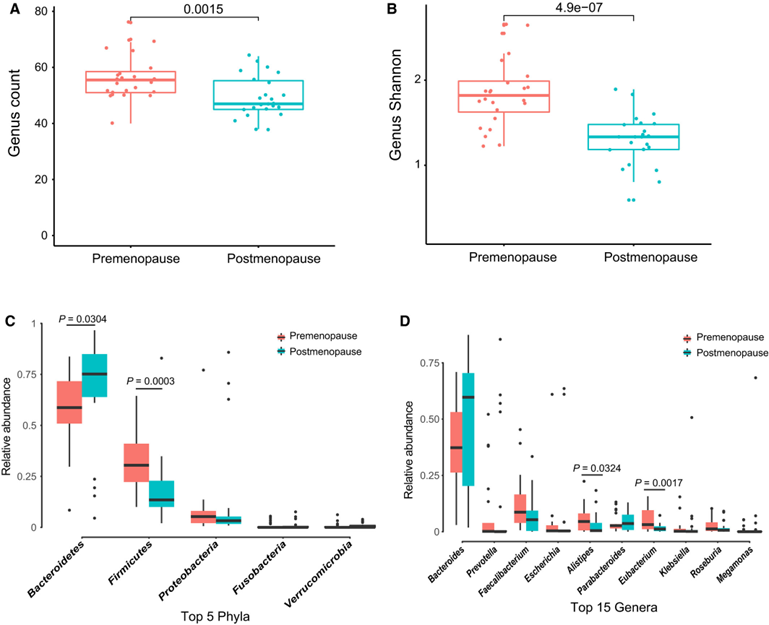 A
0.0015
80
60
40
20
0
Genus count
Premenopause
Postmenopause
B
4.9e−07
2
1
Genus Shannon
Premenopause
Postmenopause
C
P = 0.0304
Premenopause
Postmenopause
P = 0.0003
1
0.75
0.5
0.25
0
Relative abundance
Bacteroidetes
Firmicutes
Proteobacteria
Fusobacteria
Verrucomicrobia
Top 5 Phyla
D
Premenopause
Postmenopause
0.75
0.50
0.25
0
Relative abundance
P = 0.0324
P = 0.0017
Bacteroides
Prevotella
Faecalibacterium
Escherichia
Alistipes
Parabacteroides
Eubacterium
Klebsiella
Roseburia
Megamonas
Top 15 Genera